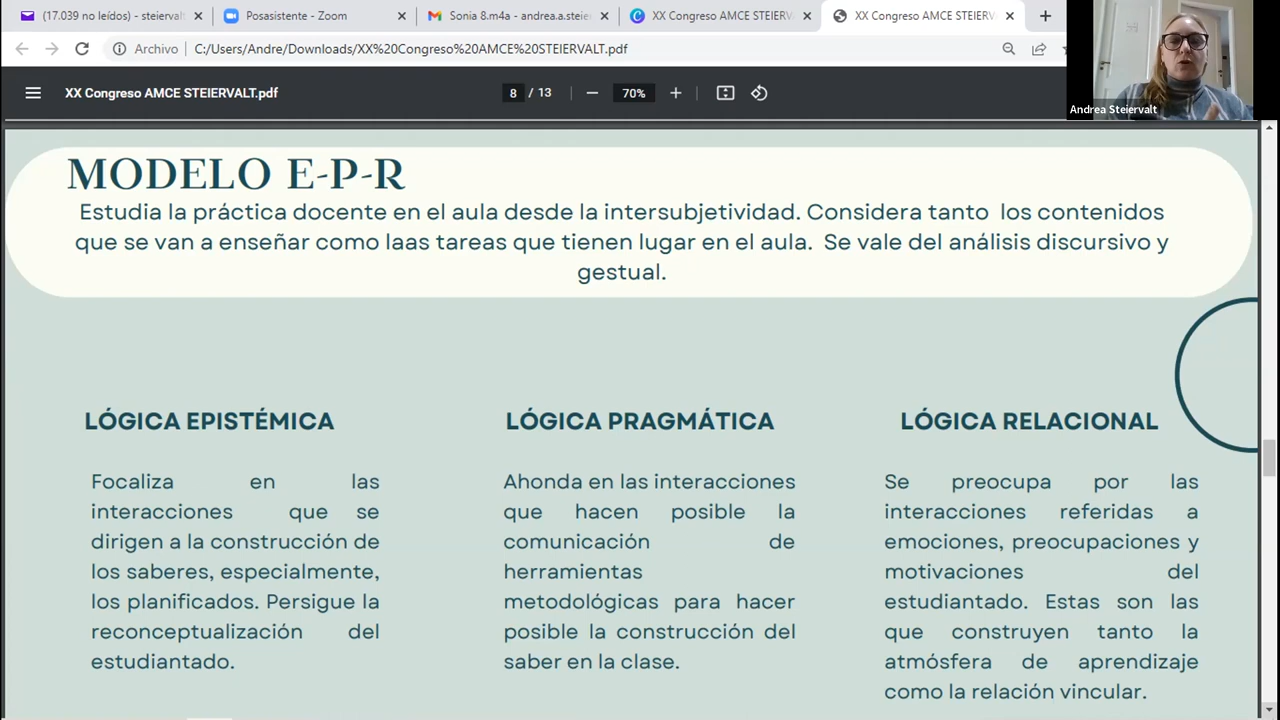 (17.039 no leídos) - steierval
Posasistente - Zoom
Sonia 8.m4a - andrea.a.steie
XX Congreso AMCE STEIERV
XX Congreso AMCE STEIERV
Archivo
C:/Users/Andre/Downloads/XX%20Congreso%20AMCE%20STEIERVALT.pdf
XX Congreso AMCE STEIERVALT.pdf
8 / 13
70%
Andrea Steiervalt
MODELO E-P-R
Estudia la práctica docente en el aula desde la intersubjetividad. Considera tanto los contenidos
que se van a enseñar como laas tareas que tienen lugar en el aula. Se vale del análisis discursivo y
gestual.
LÓGICA EPISTÉMICA
Focaliza en las
interacciones que se
dirigen a la construcción de
los saberes, especialmente,
los planificados. Persigue la
reconceptualización del
estudiantado.
LÓGICA PRAGMÁTICA
Ahonda en las interacciones
que hacen posible la
comunicación de
herramientas
metodológicas para hacer
posible la construcción del
saber en la clase.
LÓGICA RELACIONAL
Se preocupa por las
interacciones referidas a
emociones, preocupaciones y
motivaciones del
estudiantado. Estas son las
que construyen tanto la
atmósfera de aprendizaje
como la relación vincular.